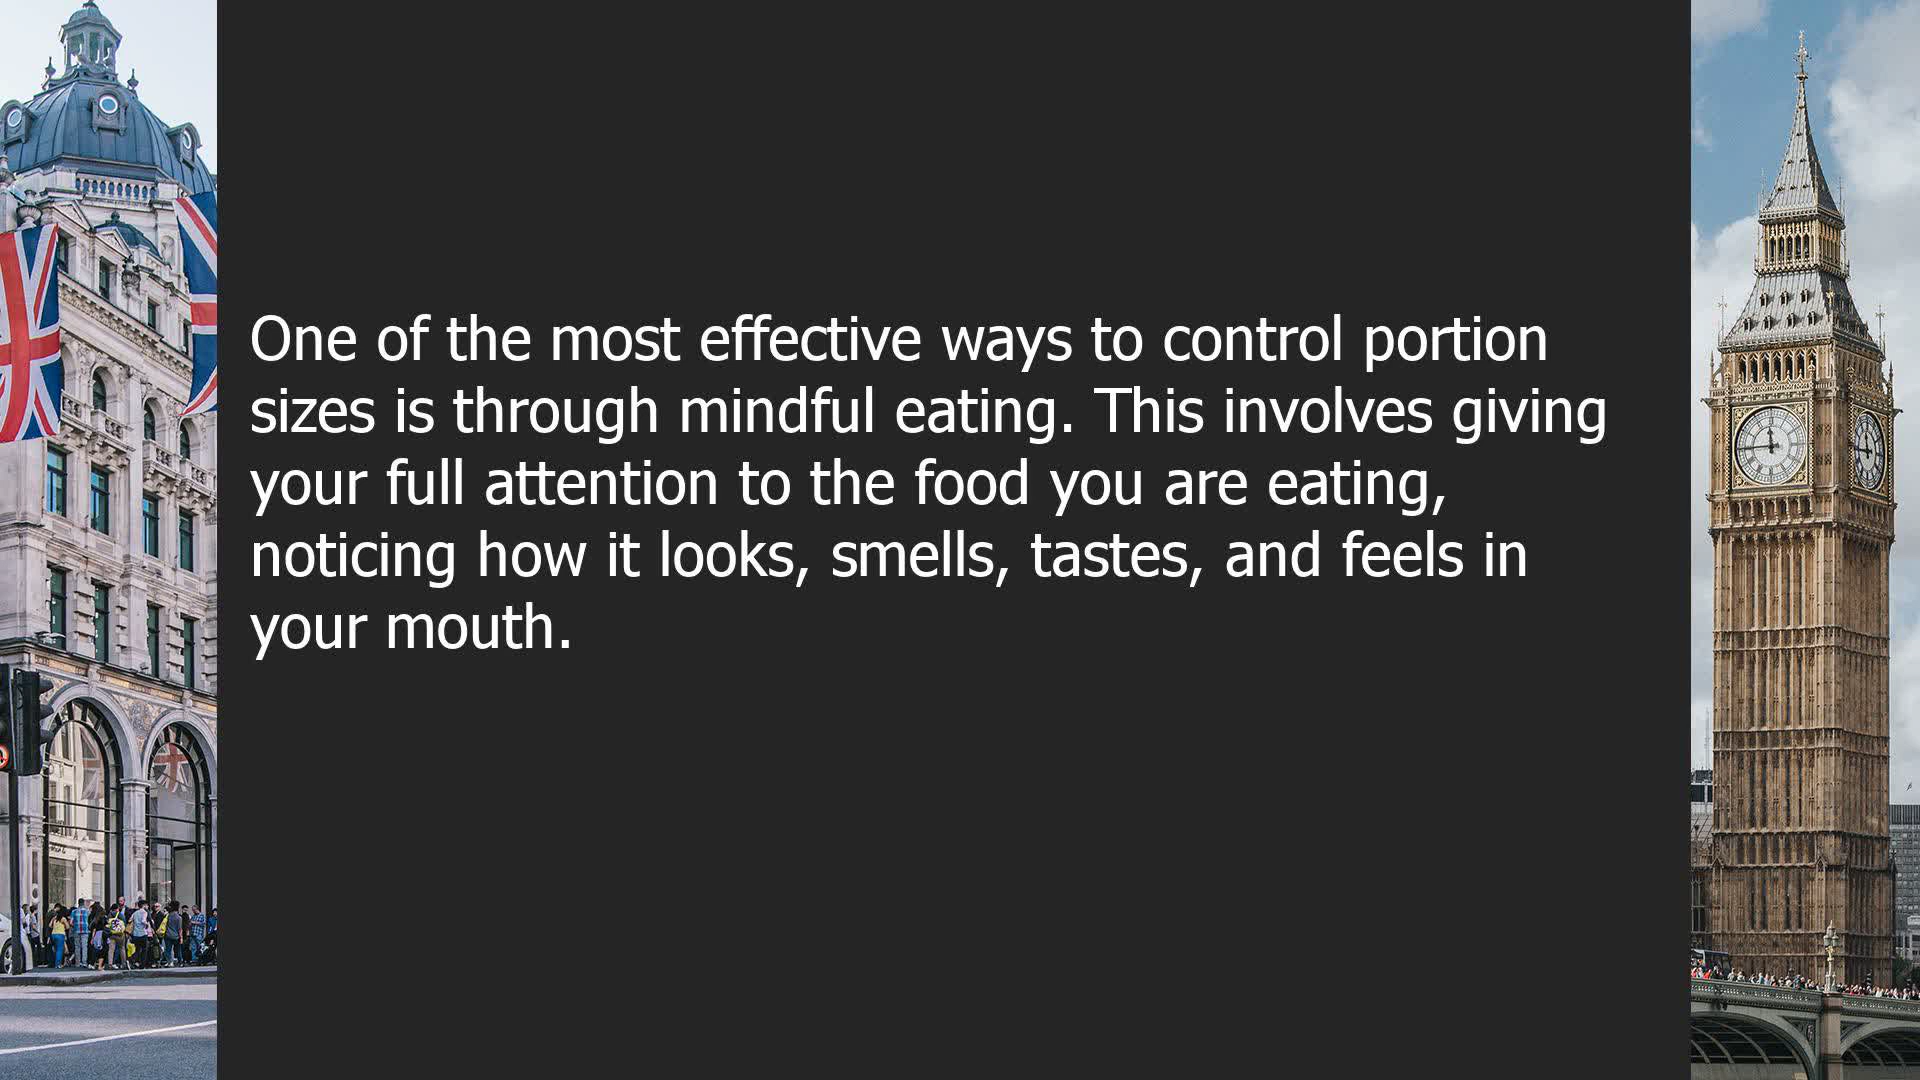 One of the most effective ways to control portion
sizes is through mindful eating. This involves giving
your full attention to the food you are eating,
noticing how it looks, smells, tastes, and feels in
your mouth.